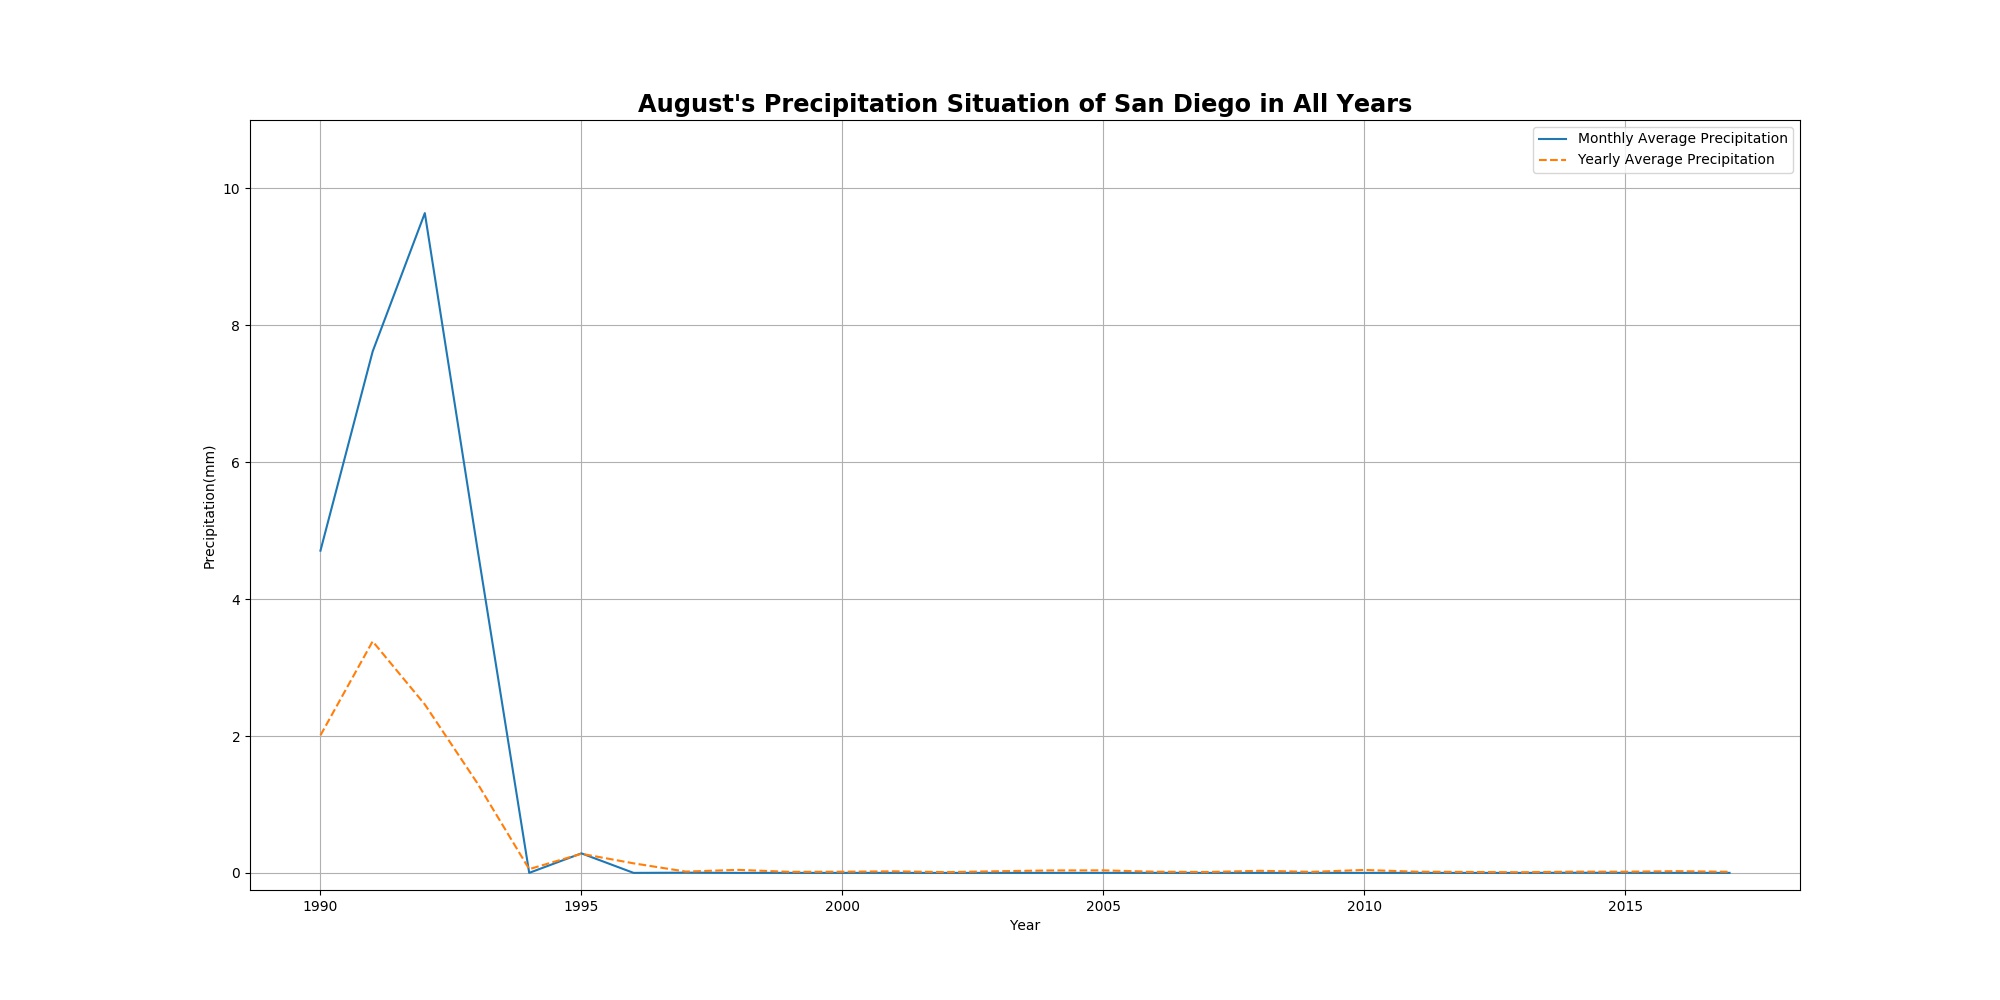 August's Precipitation Situation of San Diego in All Years
Monthly Average Precipitation
Yearly Average Precipitation
10
8
6
4
2
0
Precipitation(mm)
1990 1995 2000 2005 2010 2015
Year